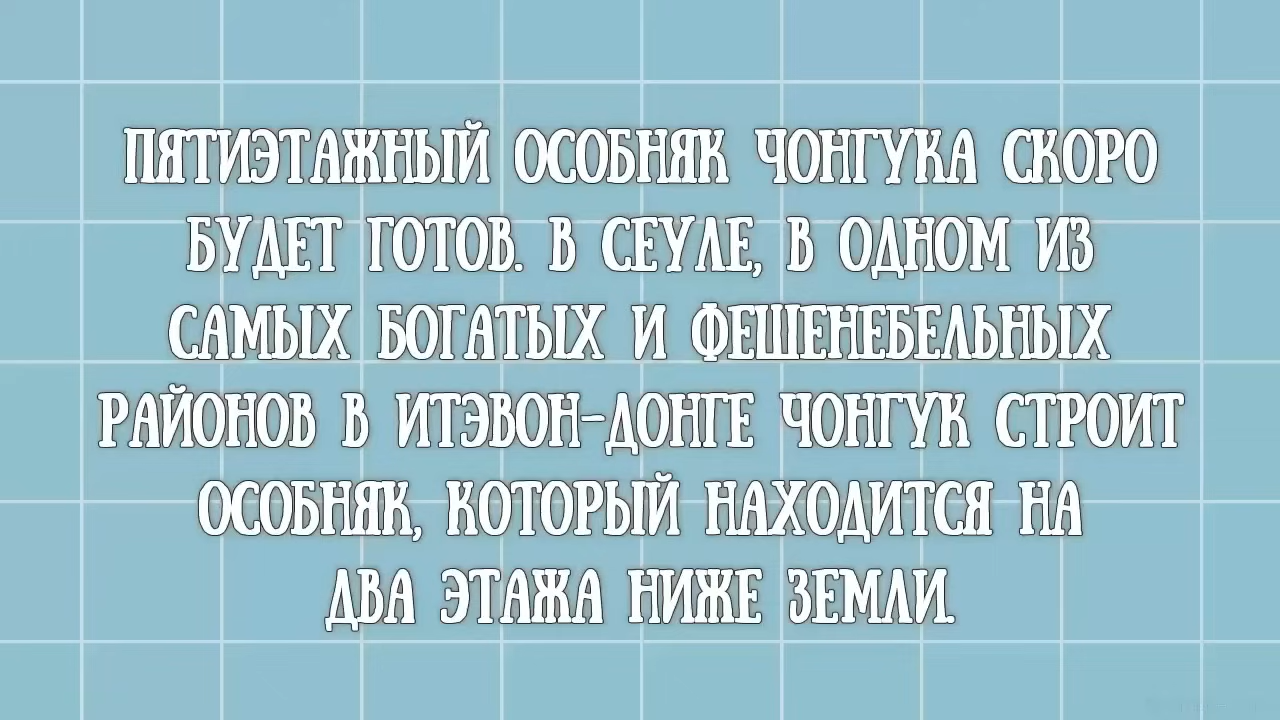 ПЯТИЭТАЖНЫЙ ОСОБНЯК ЧОНГУКА СКОРО
БУДЕТ ГОТОВ. В СЕУЛЕ, В ОДНОМ ИЗ
САМЫХ БОГАТЫХ И ФЕШЕНЕБЕЛЬНЫХ
РАЙОНОВ В ИТЭВОН-ДОНГЕ ЧОНГУК СТРОИТ
ОСОБНЯК, КОТОРЫЙ НАХОДИТСЯ НА
ДВА ЭТАЖА НИЖЕ ЗЕМЛИ.